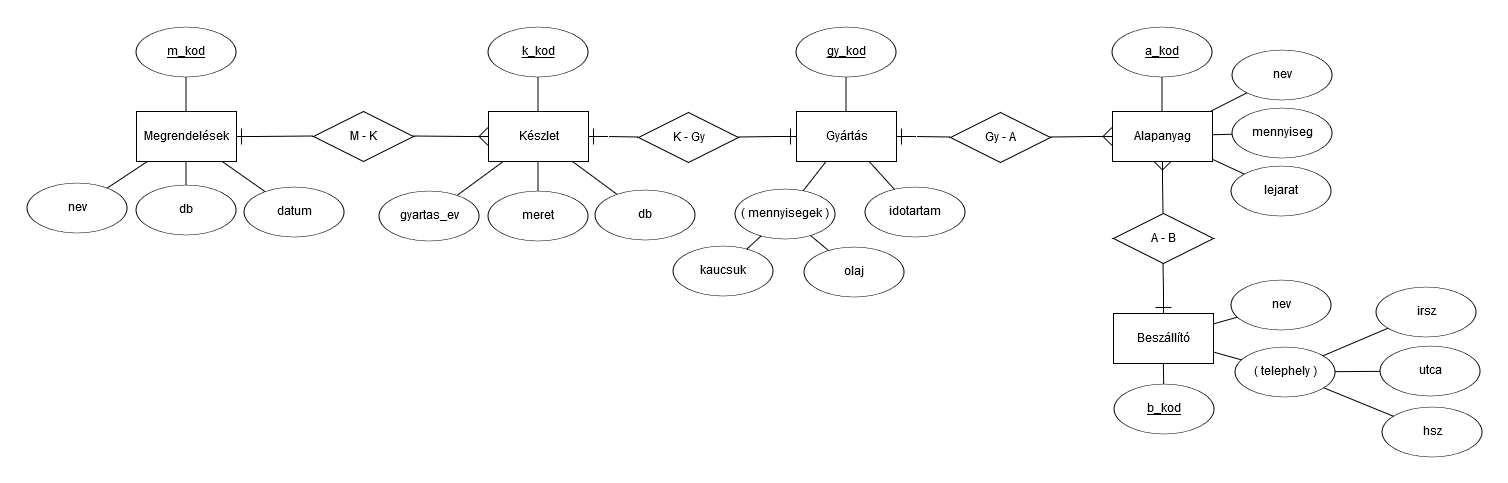 m_kod
k_kod
gy_kod
a_kod
nev
Megrendelések
M - K
Készlet
K - Gy
Gyártás
Gy - A
Alapanyag
mennyiseg
lejarat
nev
db
datum
gyartas_ev
meret
db
( mennyisegek )
idotartam
kaucsuk
olaj
A - B
nev
irsz
Beszállító
( telephely )
utca
b_kod
hsz